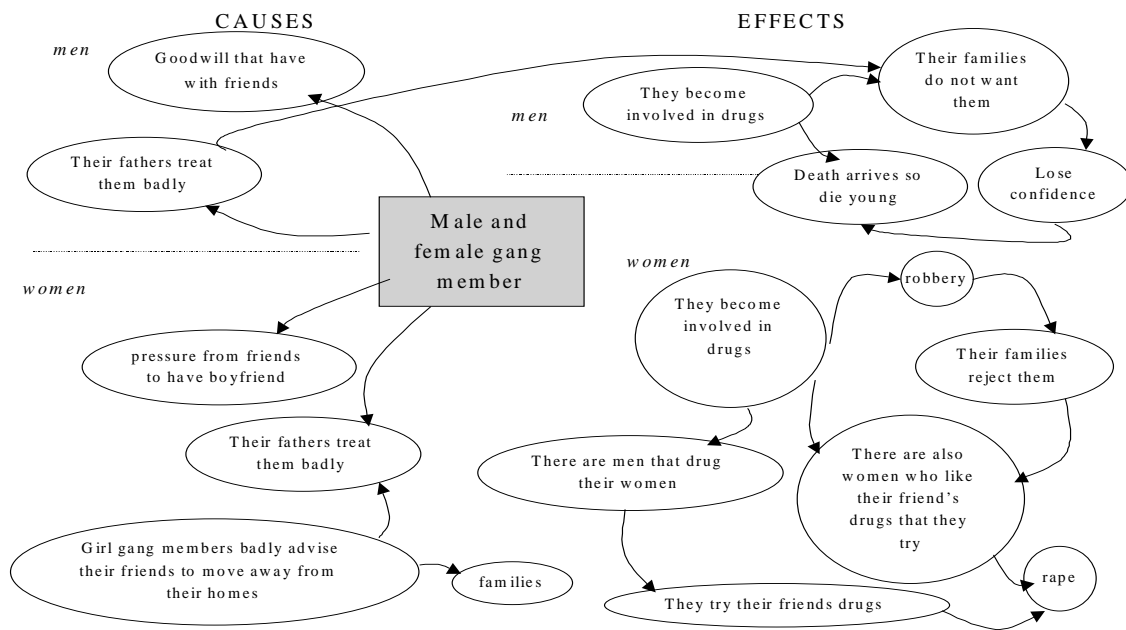 CAUSES
EFFECTS
men
Goodwill that have
with friends
Their fathers treat
them badly
Male and
female gang
member
women
pressure from friends
to have boyfriend
Their fathers treat
them badly
Girl gang members badly advise
their friends to move away from
their homes
families
men
They become
involved in drugs
Their families
do not want
them
Death arrives so
die young
Lose
confidence
women
They become
involved in
drugs
robbery
Their families
reject them
There are men that drug
their women
There are also
women who like
their friend's
drugs that they
try
They try their friends drugs
rape